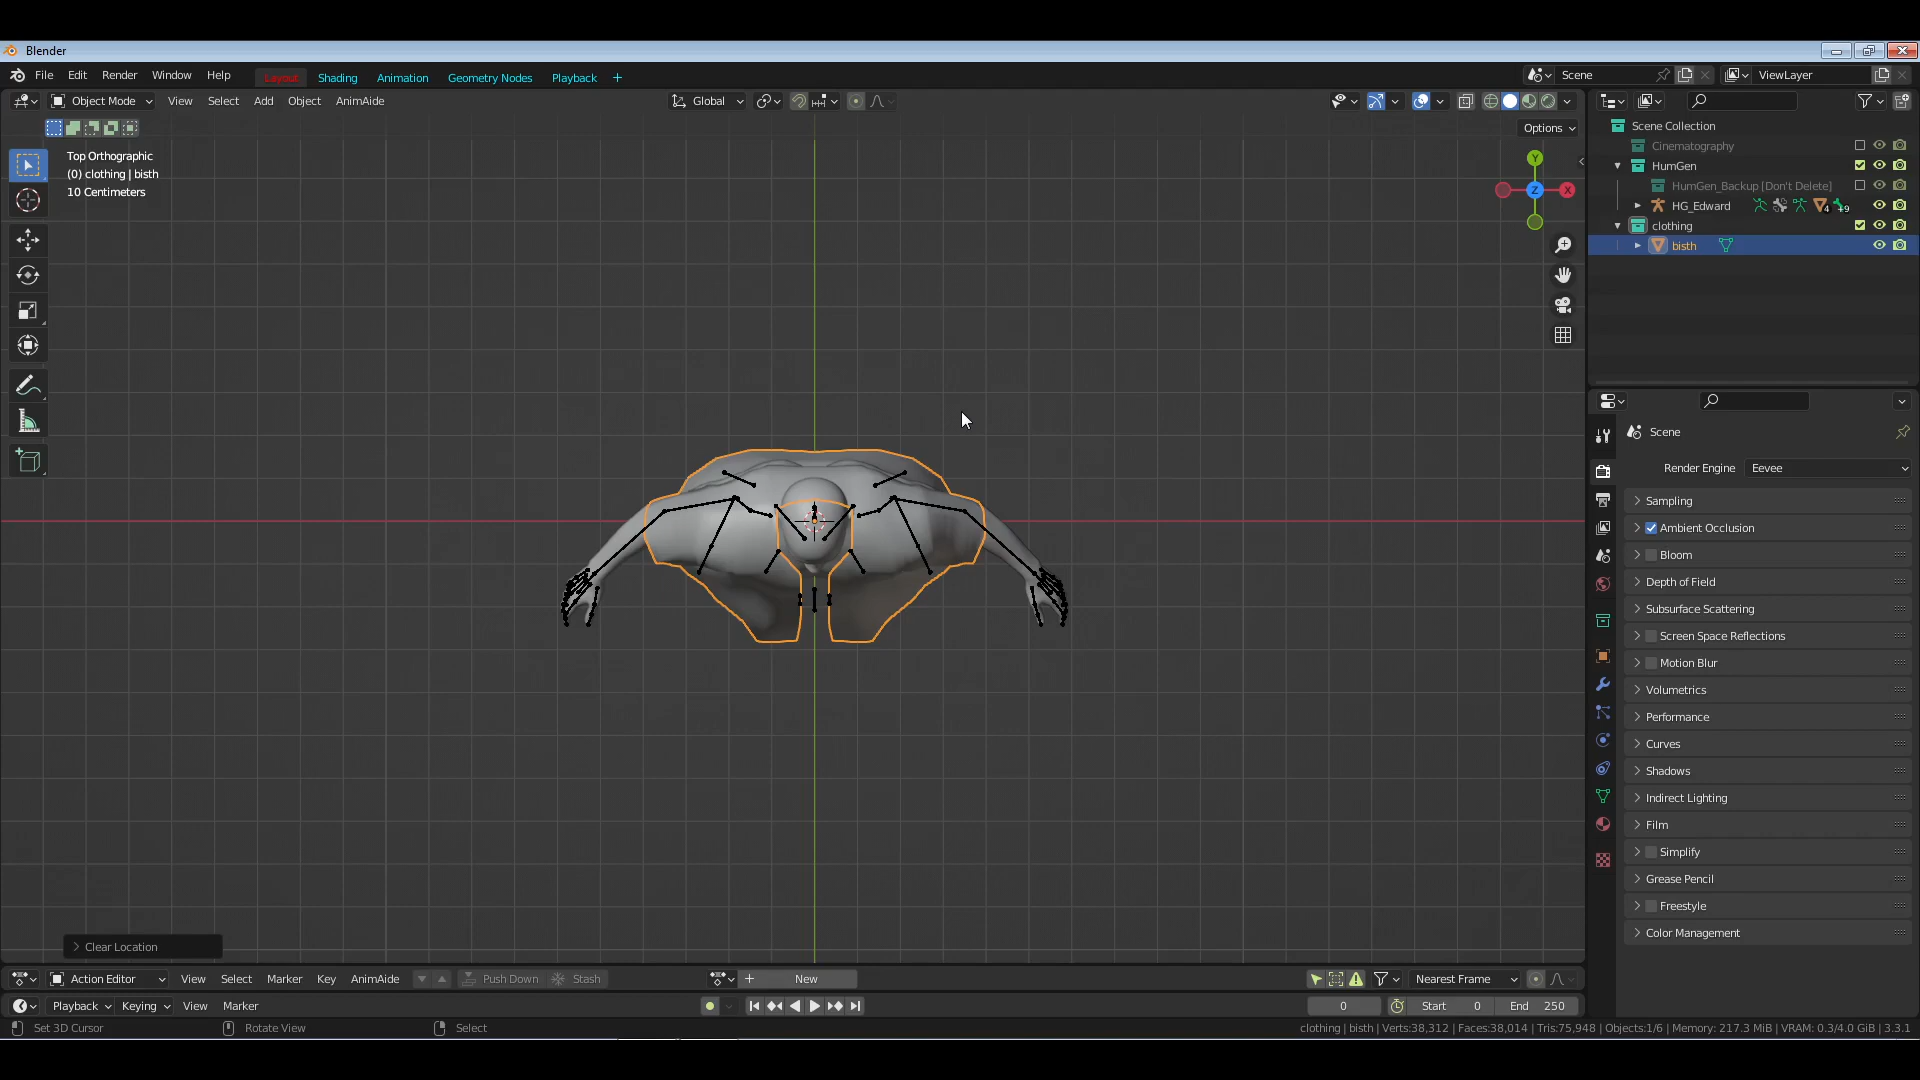 Blender
File Edit Render Window Help Layout Shading Animation Geometry Nodes Playback + Scene ViewLayer
Object Mode View Select Add Object AnimAide Global
Options
Top Orthographic
(0) clothing | bisth
10 Centimeters
Y
Z
X
Scene Collection
Cinematography
HumGen
HumGen_Backup [Don't Delete]
HG_Edward 4 +9
clothing
bisth
Scene
Render Engine Eevee
Sampling
Ambient Occlusion
Bloom
Depth of Field
Subsurface Scattering
Screen Space Reflections
Motion Blur
Volumetrics
Performance
Curves
Shadows
Indirect Lighting
Film
Simplify
Grease Pencil
Freestyle
Color Management
Clear Location
Action Editor View Select Marker Key AnimAide Push Down Stash New Nearest Frame
Playback Keying View Marker 0 Start 0 End 250
Set 3D Cursor Rotate View Select clothing | bisth | Verts:38,312 | Faces:38,014 | Tris:75,948 | Objects:1/6 | Memory: 217.3 MiB | VRAM: 0.3/4.0 GiB | 3.3.1